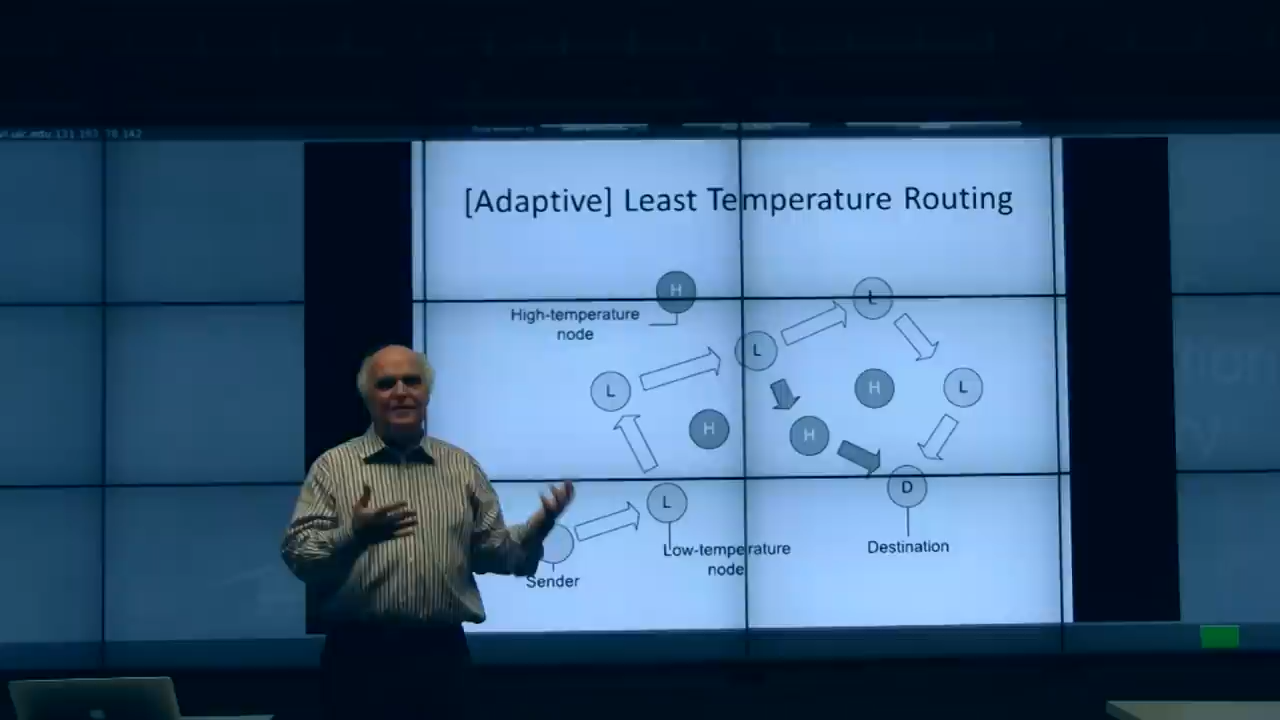 [Adaptive] Least Temperature Routing
H
High-temperature
node
L
L
L
H
L
H
H
D
L
Low-temperature
node
Destination
Sender